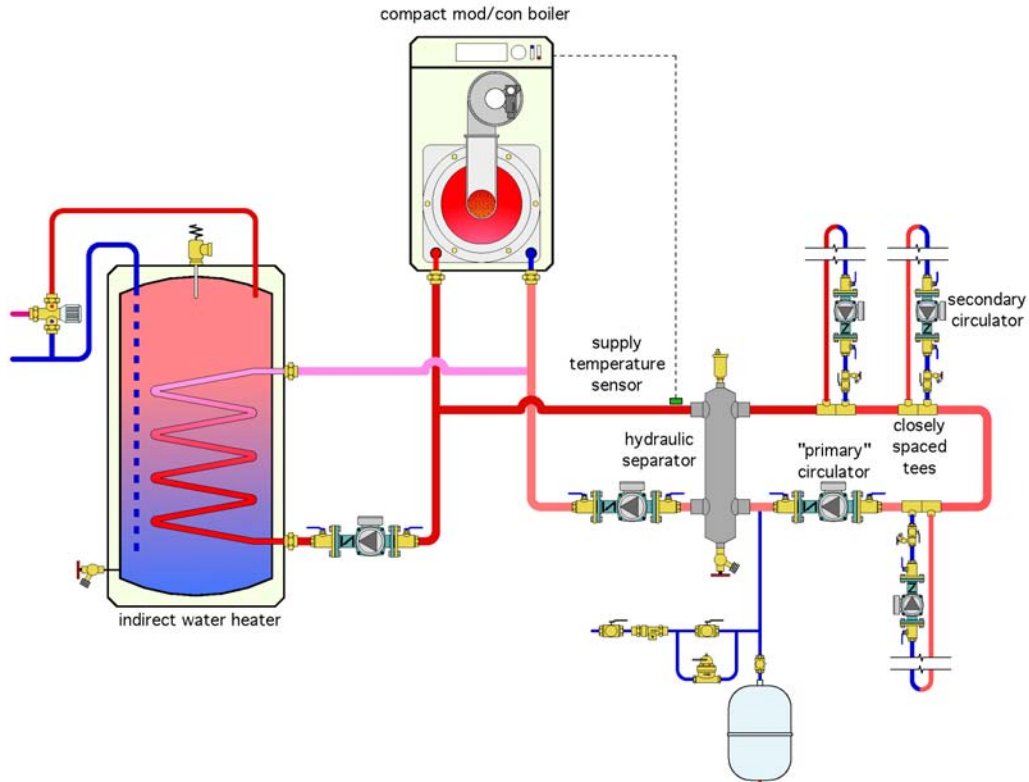 compact mod/con boiler
supply
temperature
sensor
secondary
circulator
hydraulic
separator
"primary"
circulator
closely
spaced
tees
indirect water heater